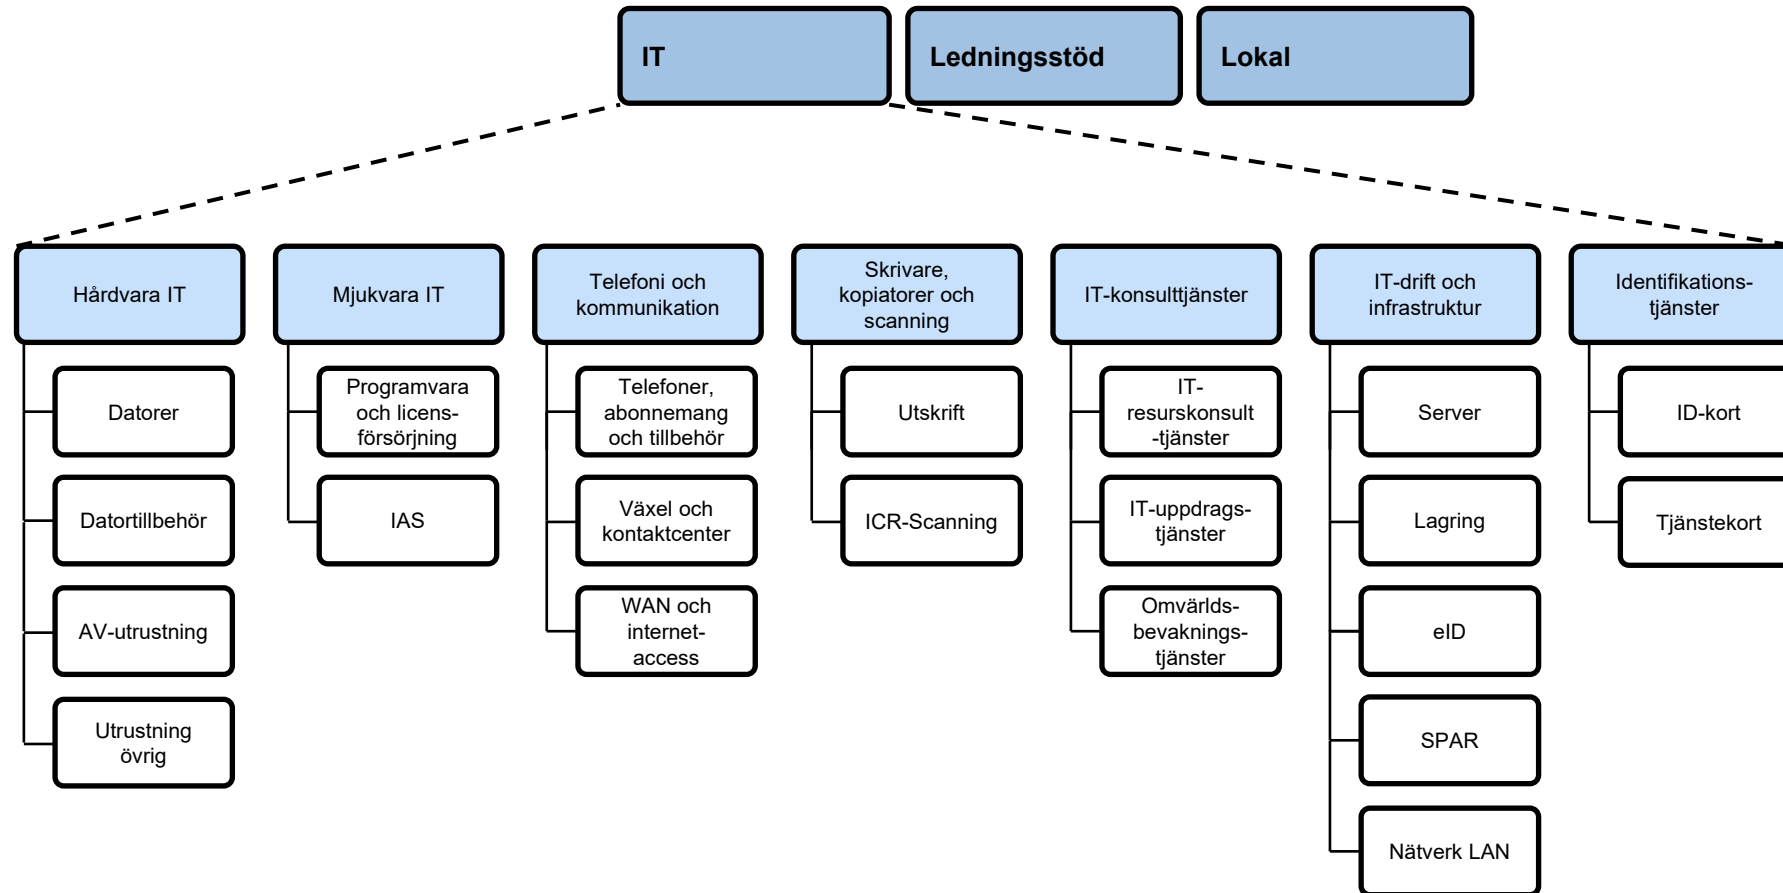 IT
Ledningsstöd
Lokal
Hårdvara IT
Datorer
Datortillbehör
AV-utrustning
Utrustning
övrig
Mjukvara IT
Programvara
och licens-
försörjning
IAS
Telefoni och
kommunikation
Telefoner,
abonnemang
och tillbehör
Växel och
kontaktcenter
WAN och
internet-
access
Skrivare,
kopiatorer och
scanning
Utskrift
ICR-Scanning
IT-konsulttjänster
IT-
resurskonsult
-tjänster
IT-uppdrags-
tjänster
Omvärlds-
bevaknings-
tjänster
IT-drift och
infrastruktur
Server
Lagring
eID
SPAR
Nätverk LAN
Identifikations-
tjänster
ID-kort
Tjänstekort